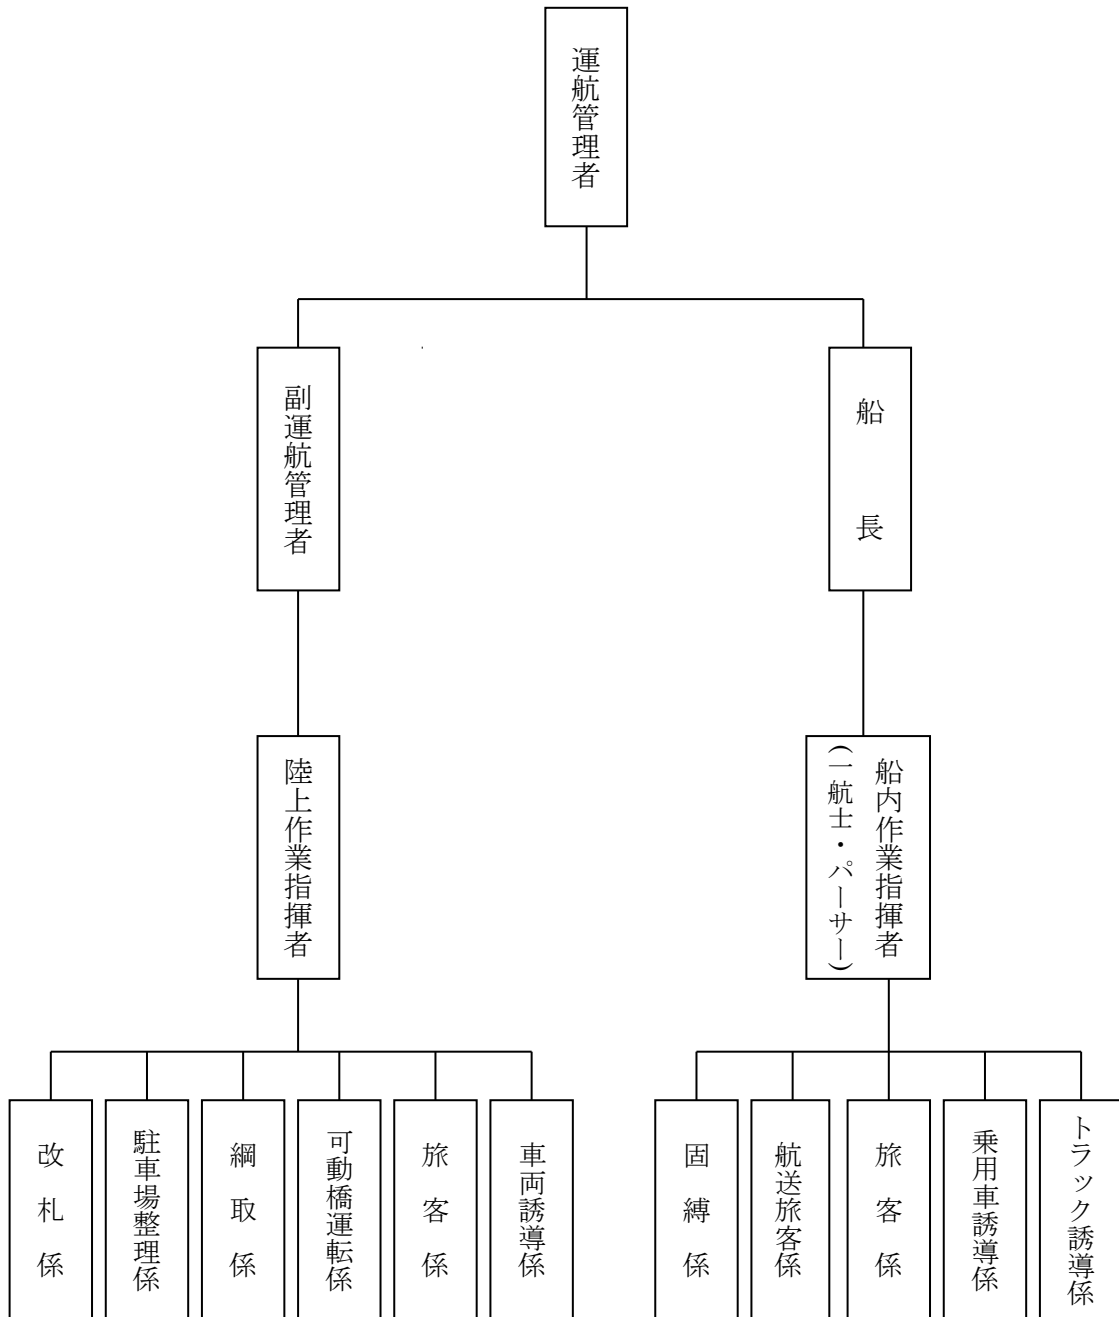 運航管理者
副運航管理者
船長
陸上作業指揮者
船内作業指揮者
(一航士・パーサー)
改札係
駐車場整理係
綱取係
可動橋運転係
旅客係
車両誘導係
固縛係
航送旅客係
旅客係
乗用車誘導係
トラック誘導係